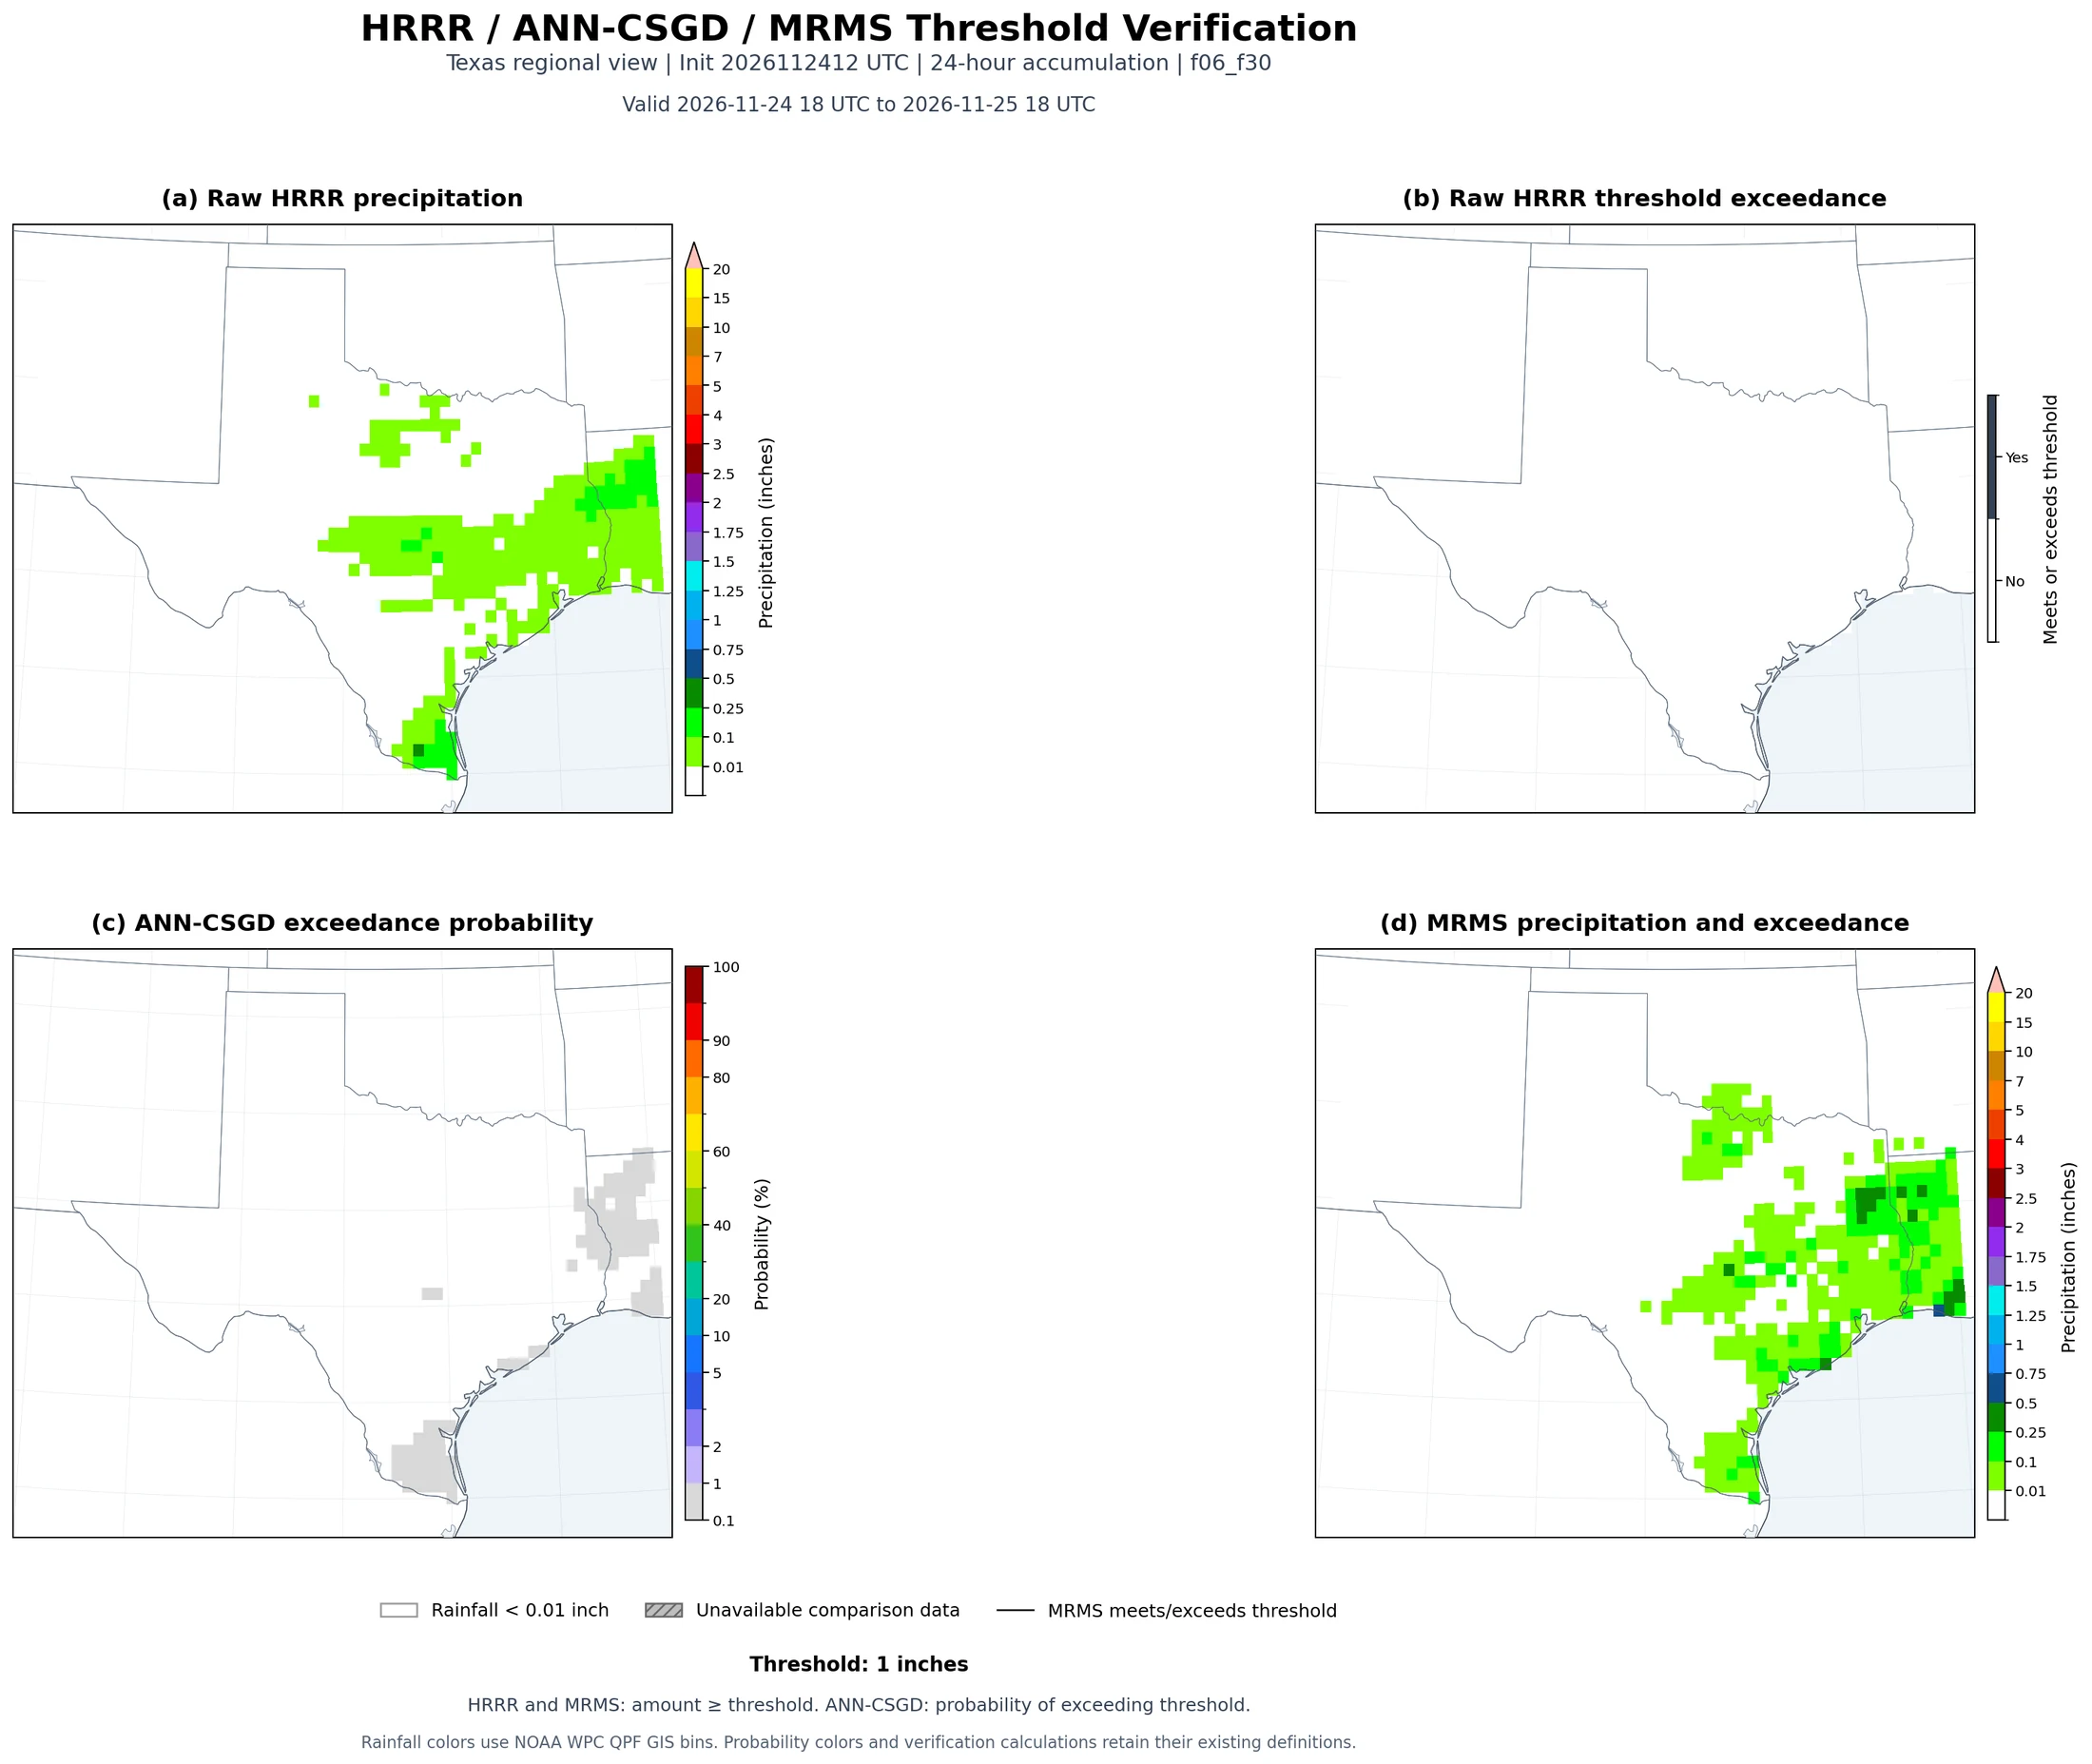 HRRR / ANN-CSGD / MRMS Threshold Verification
Texas regional view | Init 2026112412 UTC | 24-hour accumulation | f06_f30
Valid 2026-11-24 18 UTC to 2026-11-25 18 UTC
(a) Raw HRRR precipitation
20
15
10
7
5
4
3
2.5
2
1.75
1.5
1.25
1
0.75
0.5
0.25
0.1
0.01
Precipitation (inches)
(b) Raw HRRR threshold exceedance
Yes
No
Meets or exceeds threshold
(c) ANN-CSGD exceedance probability
100
90
80
60
40
20
10
5
2
1
0.1
Probability (%)
(d) MRMS precipitation and exceedance
20
15
10
7
5
4
3
2.5
2
1.75
1.5
1.25
1
0.75
0.5
0.25
0.1
0.01
Precipitation (inches)
Rainfall < 0.01 inch
Unavailable comparison data
MRMS meets/exceeds threshold
Threshold: 1 inches
HRRR and MRMS: amount ≥ threshold. ANN-CSGD: probability of exceeding threshold.
Rainfall colors use NOAA WPC QPF GIS bins. Probability colors and verification calculations retain their existing definitions.